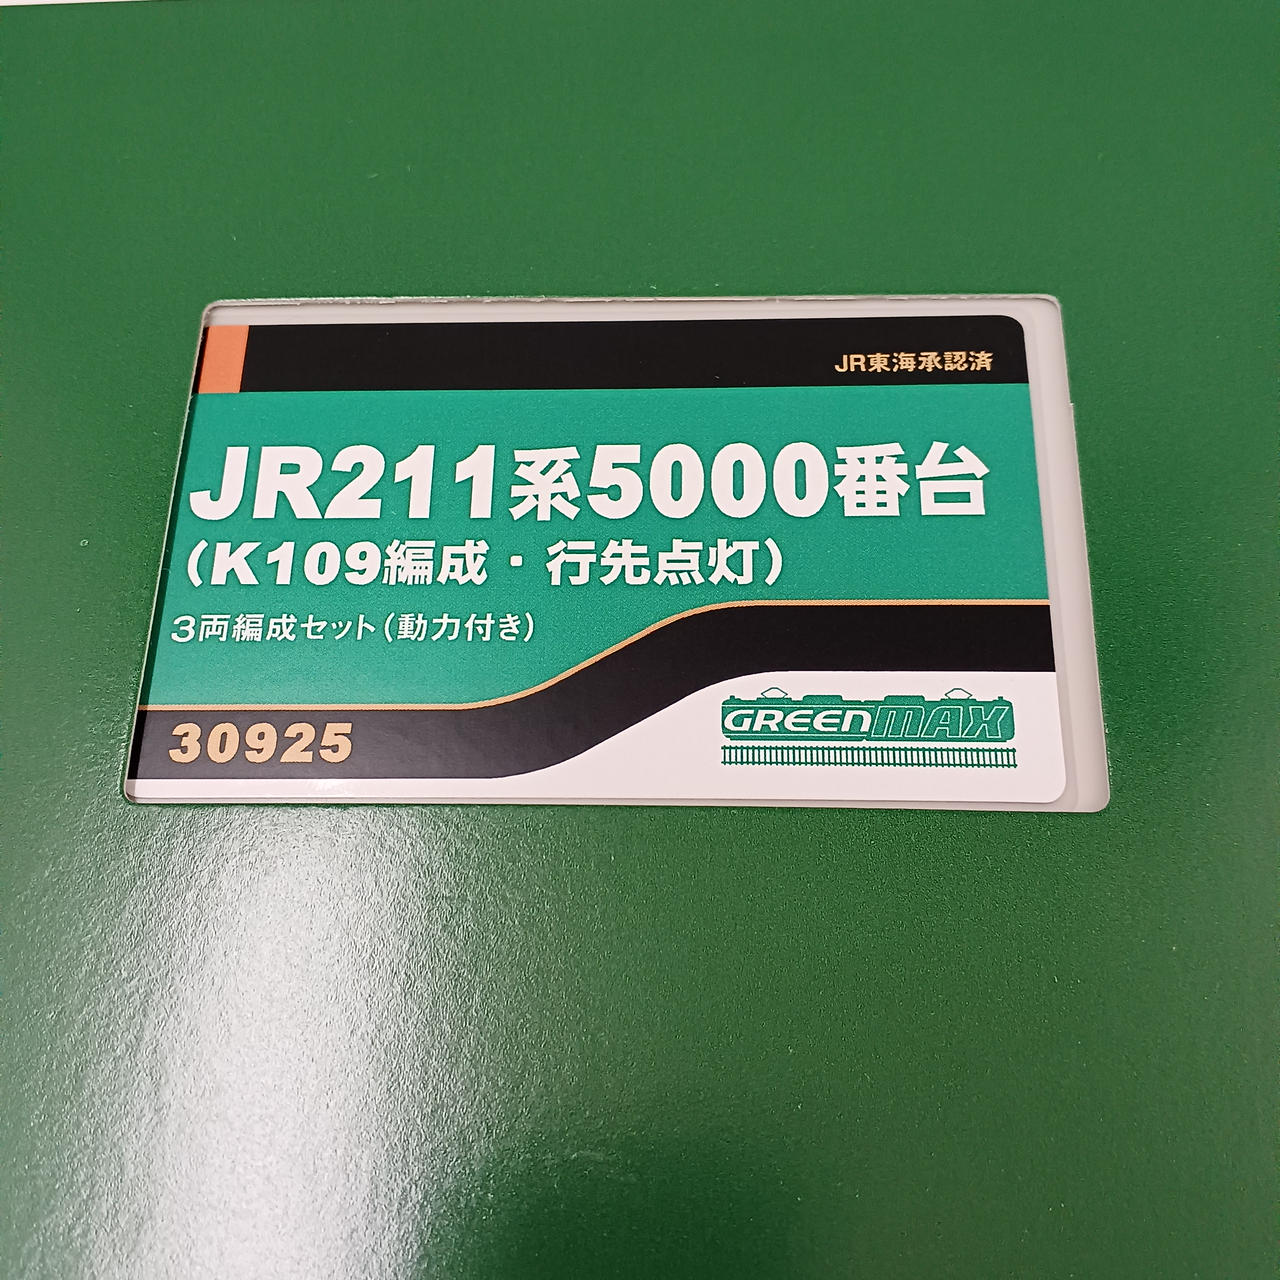 JR東海承認済
JR211系5000番台
(K109編成・行先点灯)
3両編成セット(動力付き)
30925
GREENMAX